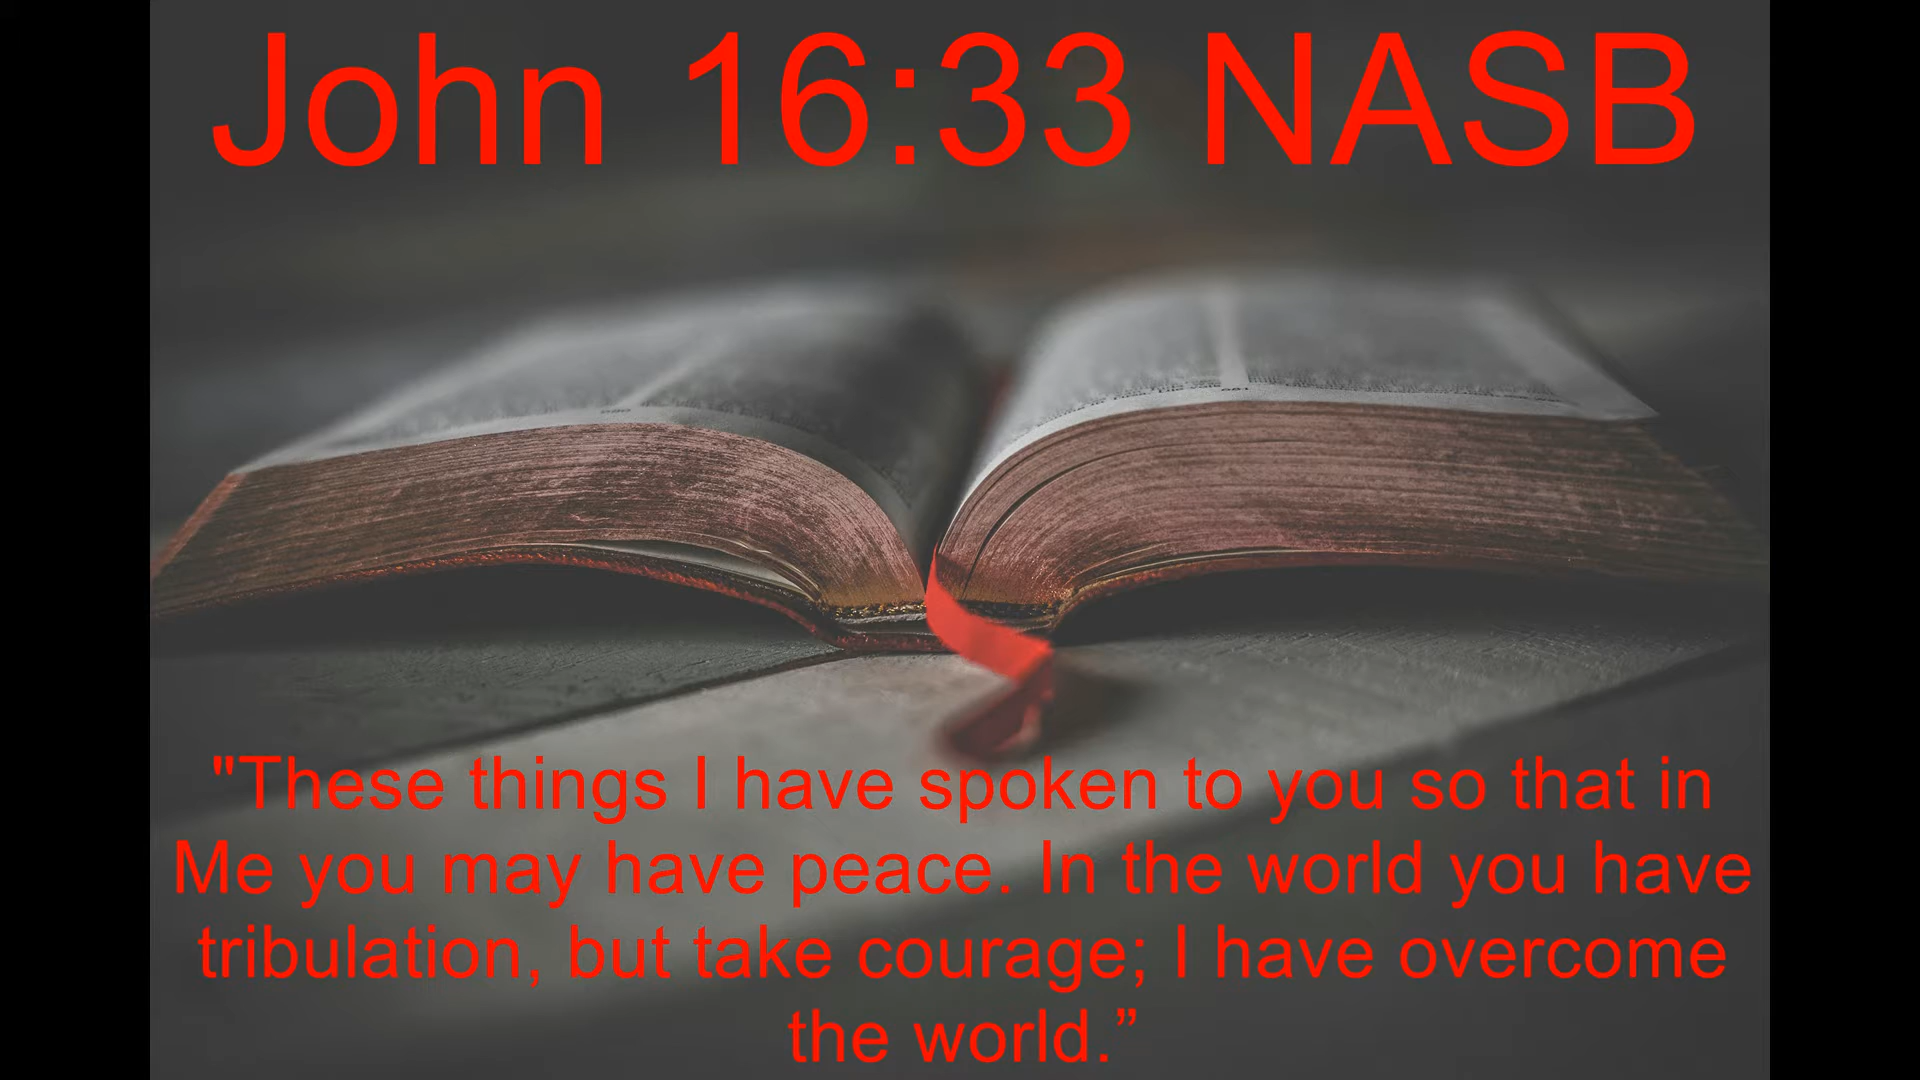 John 16:33 NASB
"These things I have spoken to you so that in
Me you may have peace. In the world you have
tribulation, but take courage; I have overcome
the world.”